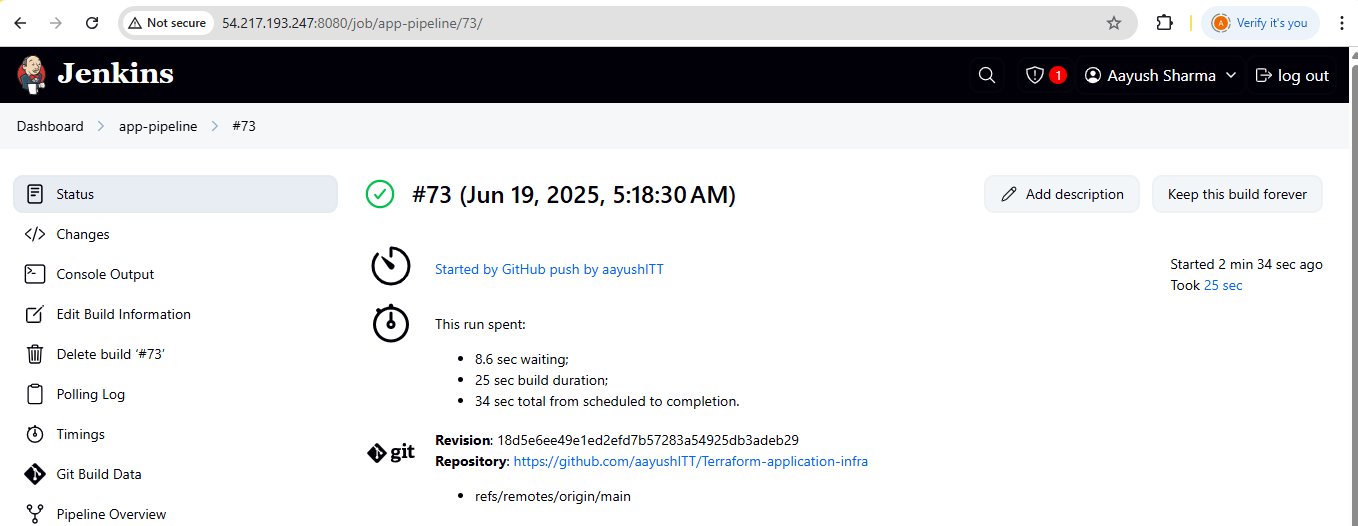 Not secure 54.217.193.247:8080/job/app-pipeline/73/ A Verify it's you
Jenkins 1 Aayush Sharma log out
Dashboard app-pipeline #73
Status
Changes
Console Output
Edit Build Information
Delete build ‘#73’
Polling Log
Timings
Git Build Data
Pipeline Overview
#73 (Jun 19, 2025, 5:18:30 AM)
Add description
Keep this build forever
Started by GitHub push by aayushITT
Started 2 min 34 sec ago
Took 25 sec
This run spent:
8.6 sec waiting;
25 sec build duration;
34 sec total from scheduled to completion.
git
Revision: 18d5e6ee49e1ed2efd7b57283a54925db3adeb29
Repository: https://github.com/aayushITT/Terraform-application-infra
refs/remotes/origin/main